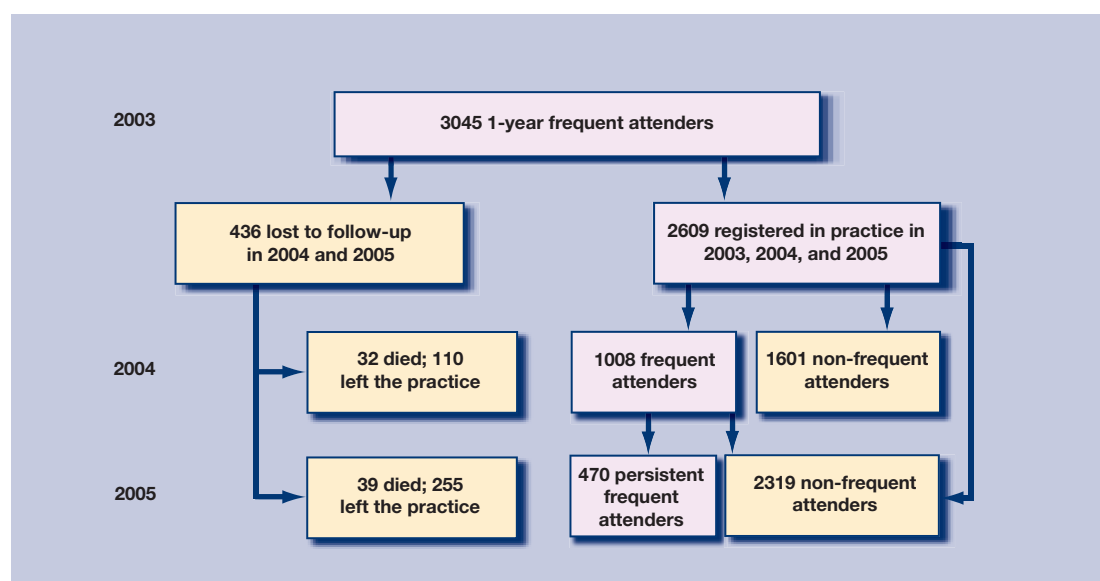 2003
3045 1-year frequent attenders
436 lost to follow-up
in 2004 and 2005
2609 registered in practice in
2003, 2004, and 2005
2004
32 died; 110
left the practice
1008 frequent
attenders
1601 non-frequent
attenders
2005
39 died; 255
left the practice
470 persistent
frequent
attenders
2319 non-frequent
attenders